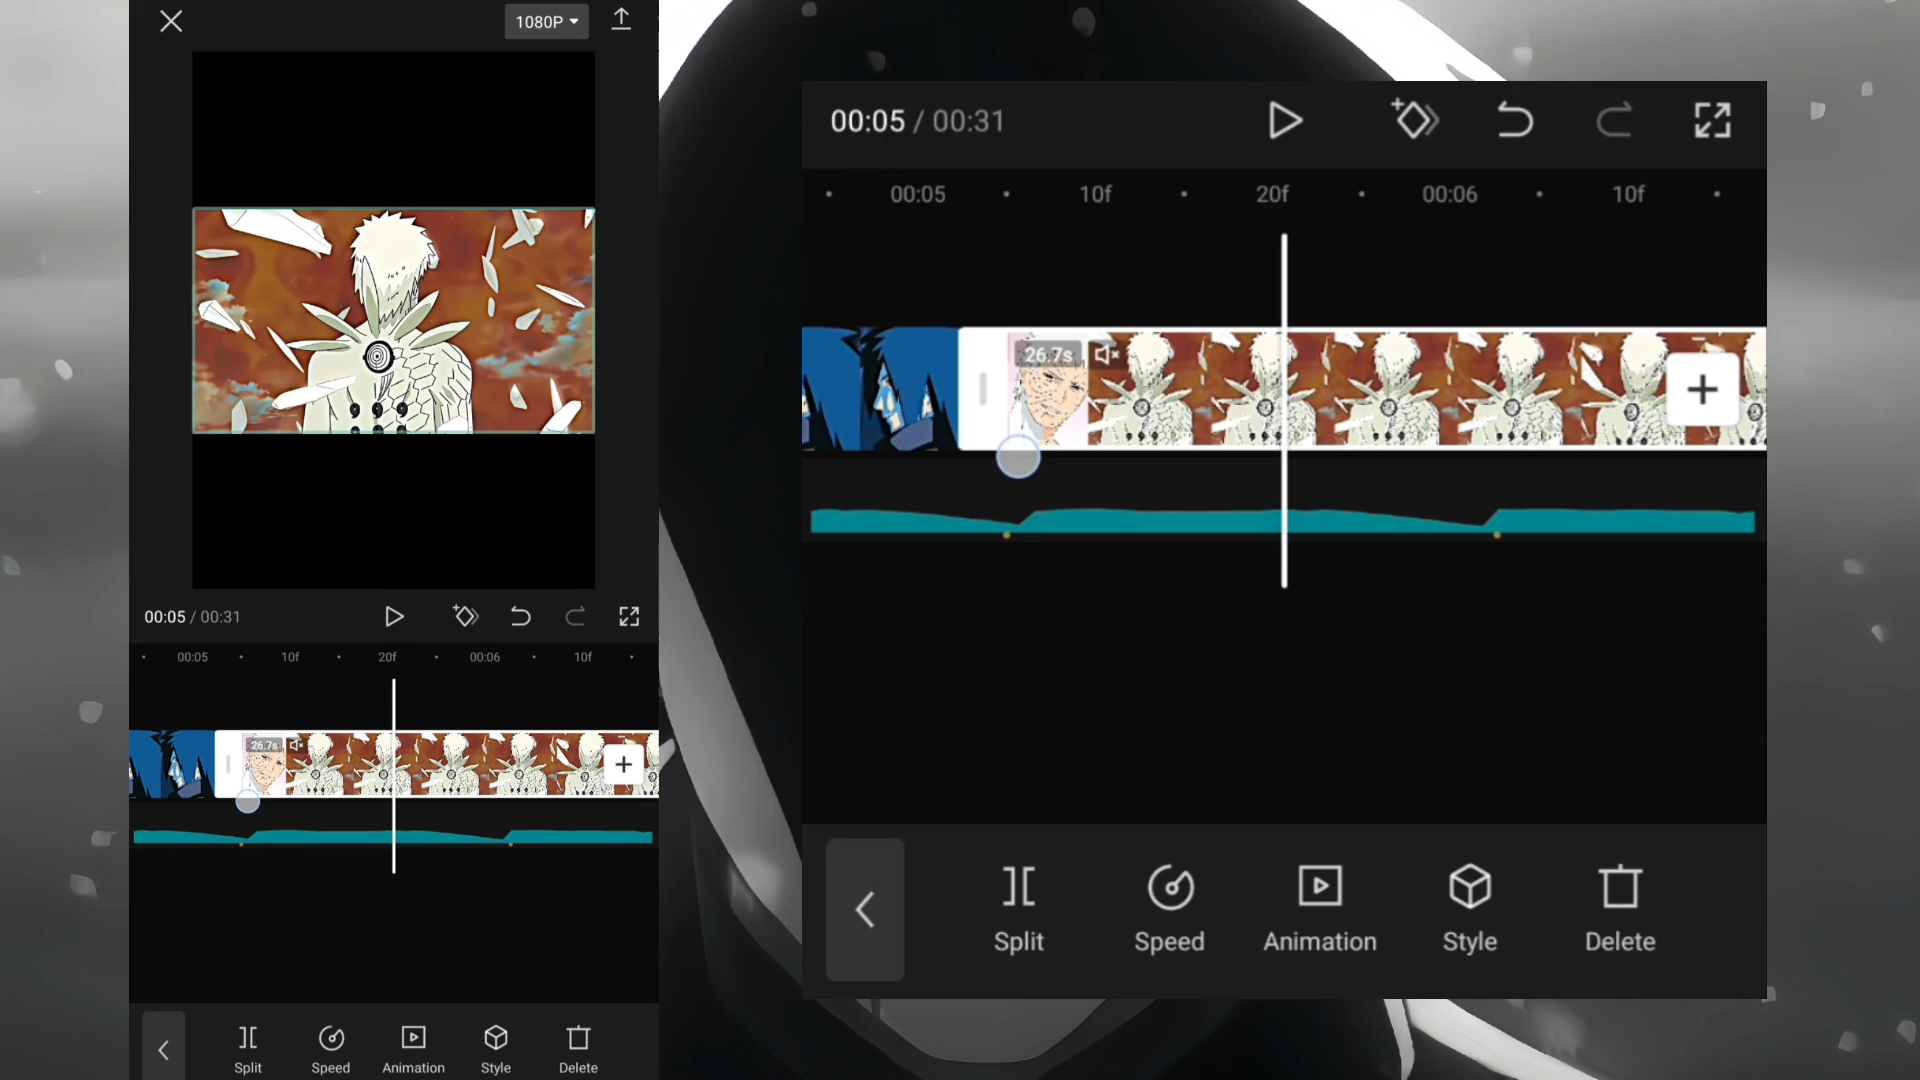 1080P
00:05 / 00:31
00:05 10f 20f 00:06 10f
26.7s
Split Speed Animation Style Delete
00:05 / 00:31
00:05 10f 20f 00:06 10f
26.7s
Split Speed Animation Style Delete